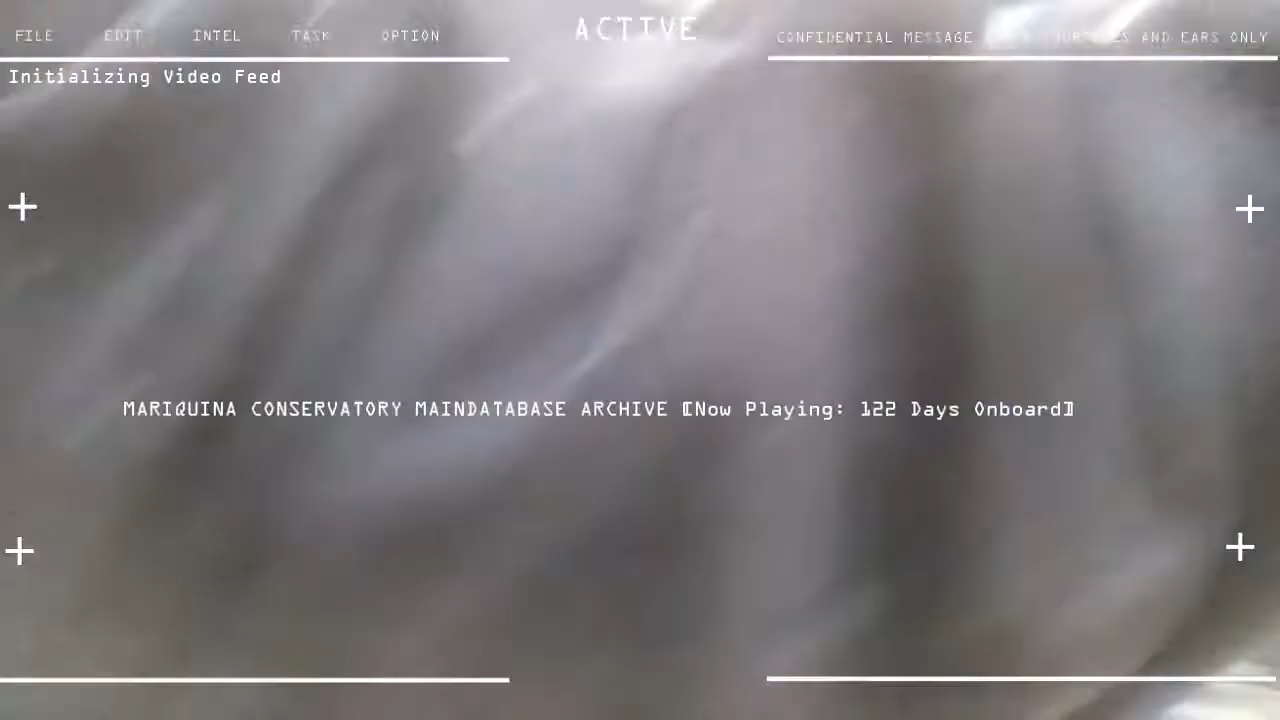 FILE EDIT INTEL TASK OPTION
ACTIVE
CONFIDENTIAL MESSAGE AND EARS ONLY
Initializing Video Feed
MARIQUINA CONSERVATORY MAINDATABASE ARCHIVE [Now Playing: 122 Days Onboard]